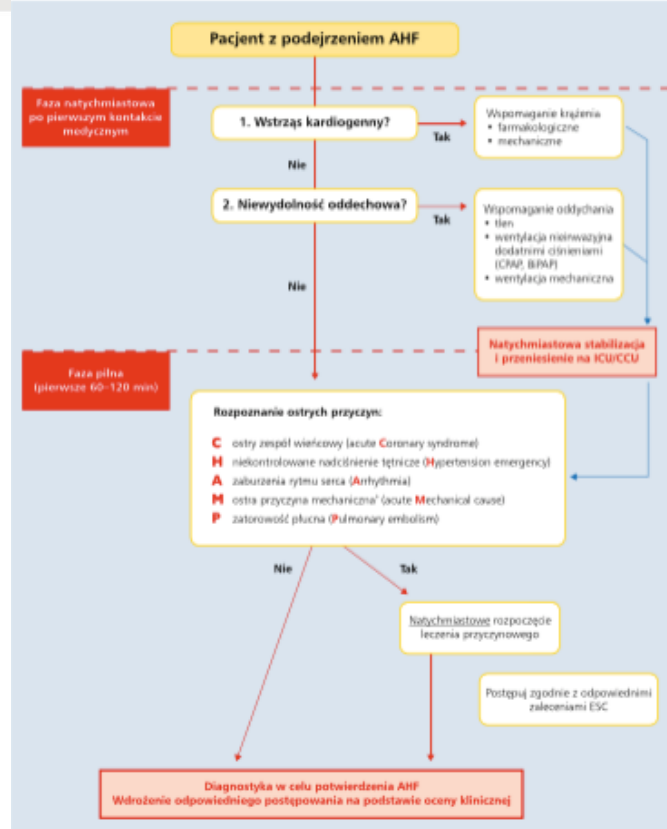 Pacjent z podejrzeniem AHF
Faza natychmiastowa
po pierwszym kontakcie
medycznym
1. Wstrząs kardiogenny?
Tak
Wspomaganie krążenia
• farmakologiczne
• mechaniczne
Nie
2. Niewydolność oddechowa?
Tak
Wspomaganie oddychania
• tlen
• wentylacja nieinwazyjna
dodatnimi ciśnieniami
(CPAP, BiPAP)
• wentylacja mechaniczna
Nie
Natychmiastowa stabilizacja
i przeniesienie na ICU/CCU
Faza pilna
(pierwsze 60–120 min)
Rozpoznanie ostrych przyczyn:
C ostry zespół wieńcowy (acute Coronary syndrome)
H niekontrolowane nadciśnienie tętnicze (Hypertension emergency)
A zaburzenia rytmu serca (Arrhythmia)
M ostra przyczyna mechaniczna (acute Mechanical cause)
P zatorowość płucna (Pulmonary embolism)
Nie
Tak
Natychmiastowe rozpoczęcie
leczenia przyczynowego
Postępuj zgodnie z odpowiednimi
zaleceniami ESC
Diagnostyka w celu potwierdzenia AHF
Wdrożenie odpowiedniego postępowania na podstawie oceny klinicznej